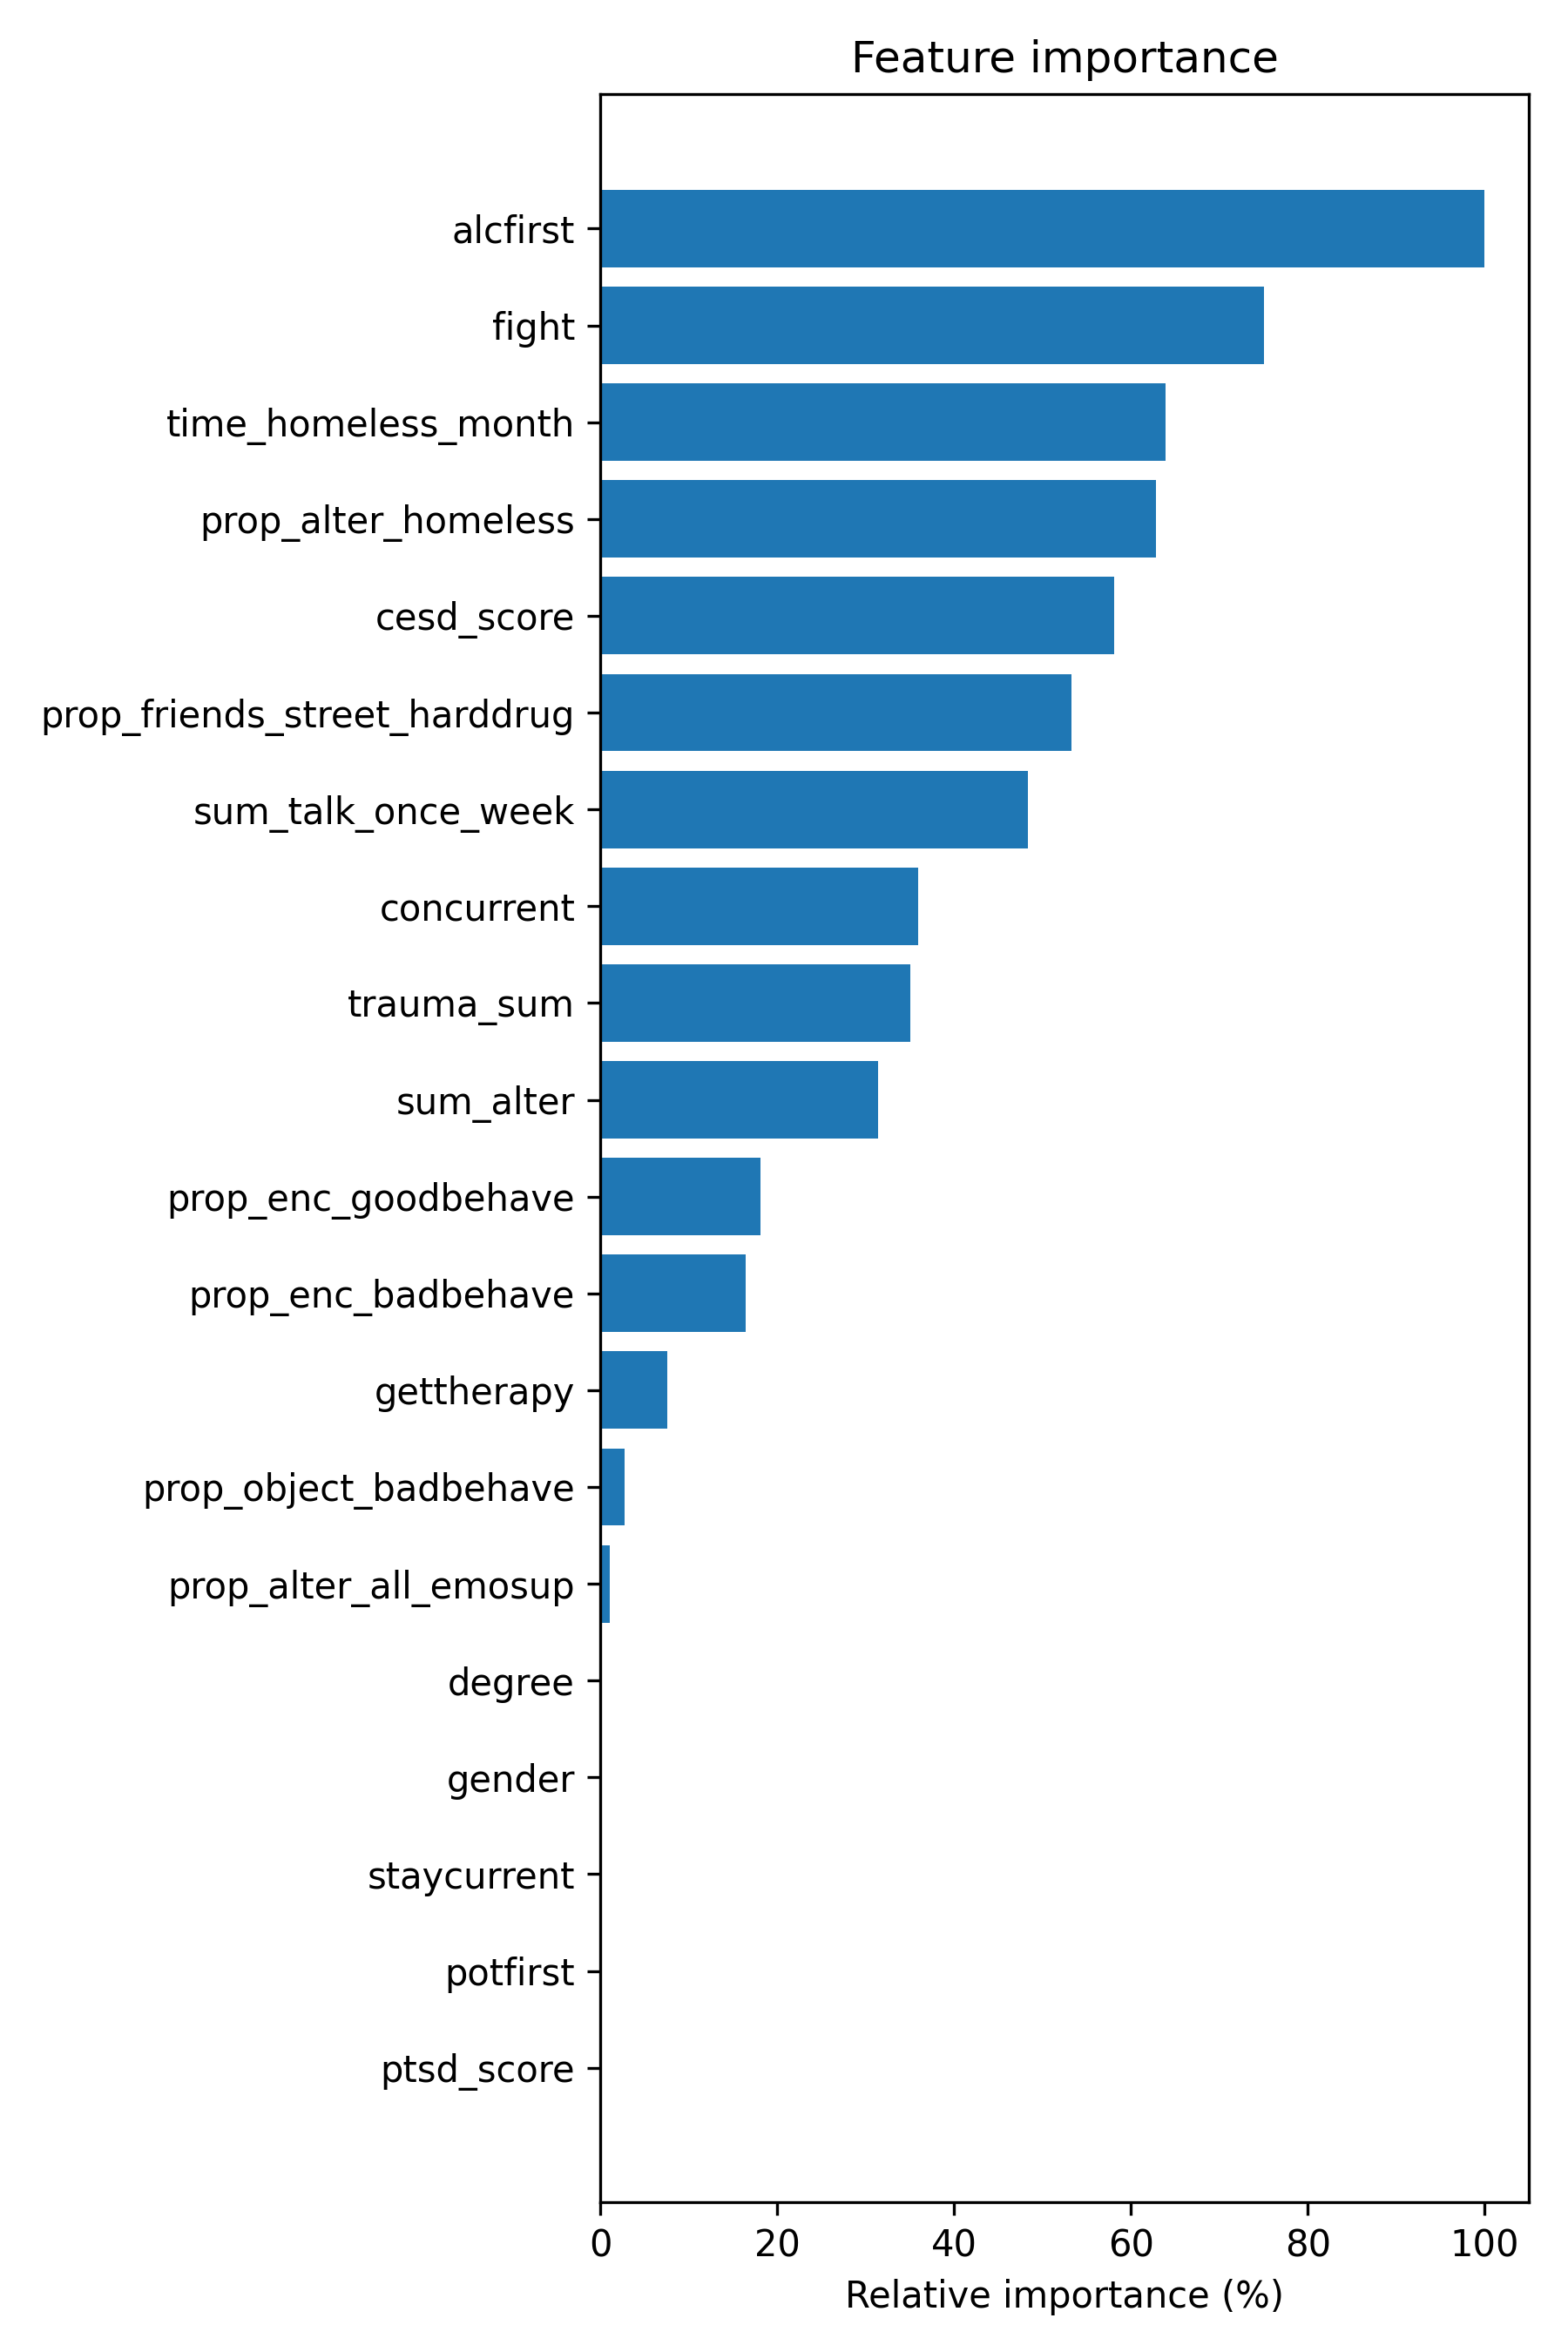 Feature importance
alcfirst
fight
time_homeless_month
prop_alter_homeless
cesd_score
prop_friends_street_harddrug
sum_talk_once_week
concurrent
trauma_sum
sum_alter
prop_enc_goodbehave
prop_enc_badbehave
gettherapy
prop_object_badbehave
prop_alter_all_emosup
degree
gender
staycurrent
potfirst
ptsd_score
0 20 40 60 80 100
Relative importance (%)